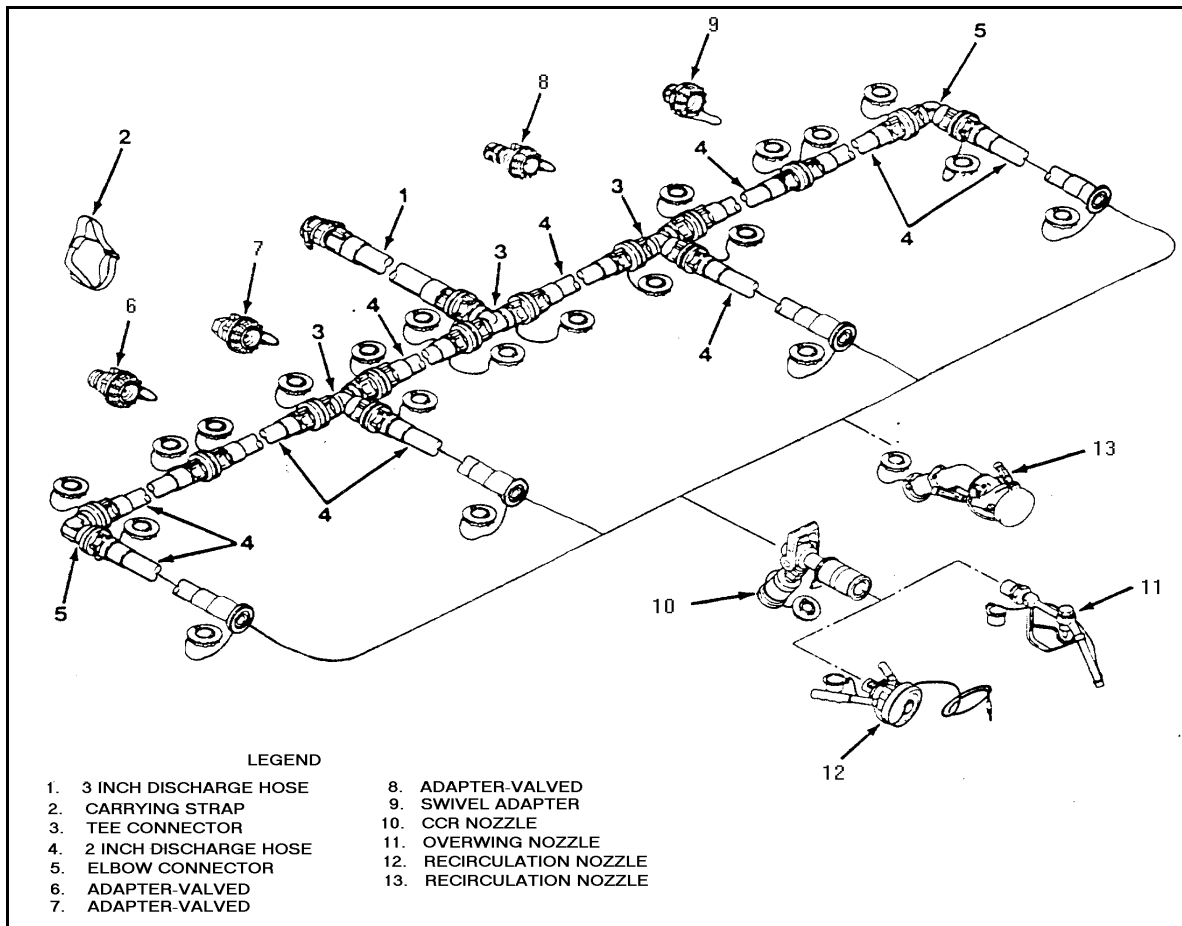 9
5
8
2
4
3
1
4
7
3
4
6
4
3
4
13
4
4
10
11
5
12
LEGEND
1. 3 INCH DISCHARGE HOSE
2. CARRYING STRAP
3. TEE CONNECTOR
4. 2 INCH DISCHARGE HOSE
5. ELBOW CONNECTOR
6. ADAPTER-VALVED
7. ADAPTER-VALVED
8. ADAPTER-VALVED
9. SWIVEL ADAPTER
10. CCR NOZZLE
11. OVERWING NOZZLE
12. RECIRCULATION NOZZLE
13. RECIRCULATION NOZZLE